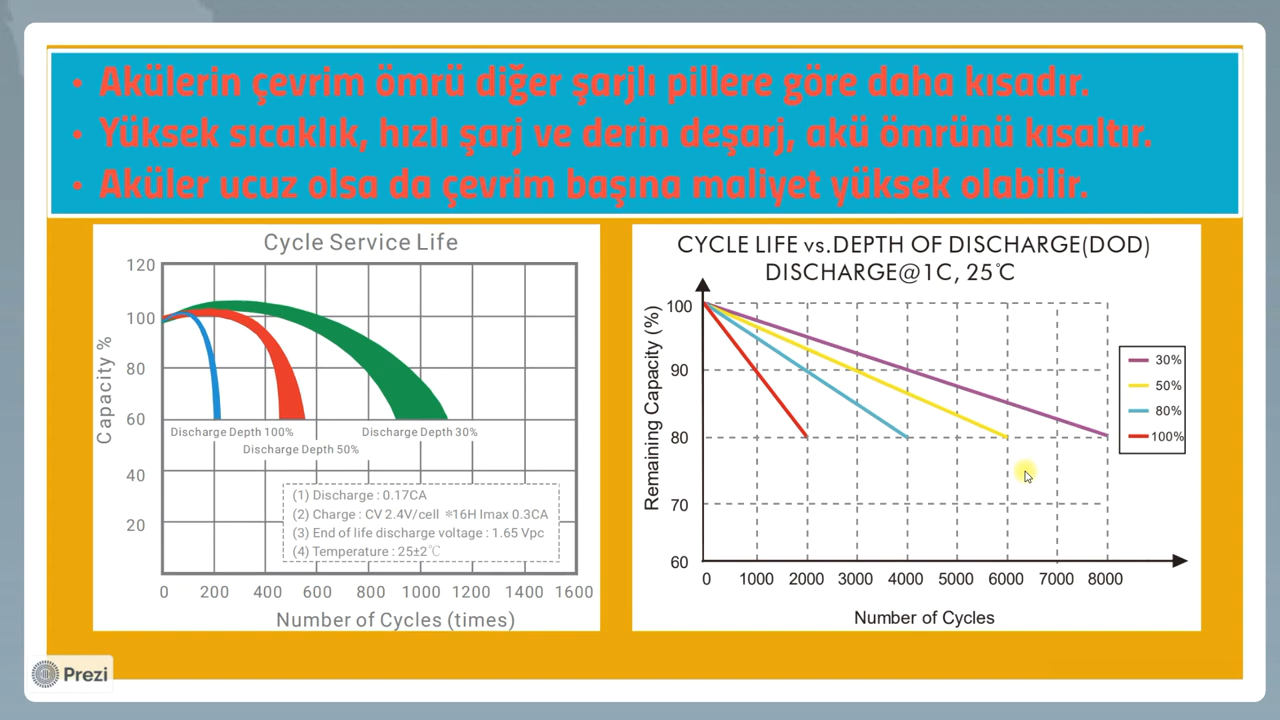 • Akülerin çevrim ömrü diğer şarjlı pillere göre daha kısadır.
• Yüksek sıcaklık, hızlı şarj ve derin deşarj, akü ömrünü kısaltır.
• Aküler ucuz olsa da çevrim başına maliyet yüksek olabilir.
Cycle Service Life
120
100
80
60
40
20
Capacity %
Discharge Depth 100%
Discharge Depth 30%
Discharge Depth 50%
(1) Discharge : 0.17CA
(2) Charge : CV 2.4V/cell *16H Imax 0.3CA
(3) End of life discharge voltage : 1.65 Vpc
(4) Temperature : 25±2℃
0 200 400 600 800 1000 1200 1400 1600
Number of Cycles (times)
CYCLE LIFE vs.DEPTH OF DISCHARGE(DOD)
DISCHARGE@1C, 25℃
100
90
80
70
60
Remaining Capacity (%)
30%
50%
80%
100%
0 1000 2000 3000 4000 5000 6000 7000 8000
Number of Cycles
Prezi